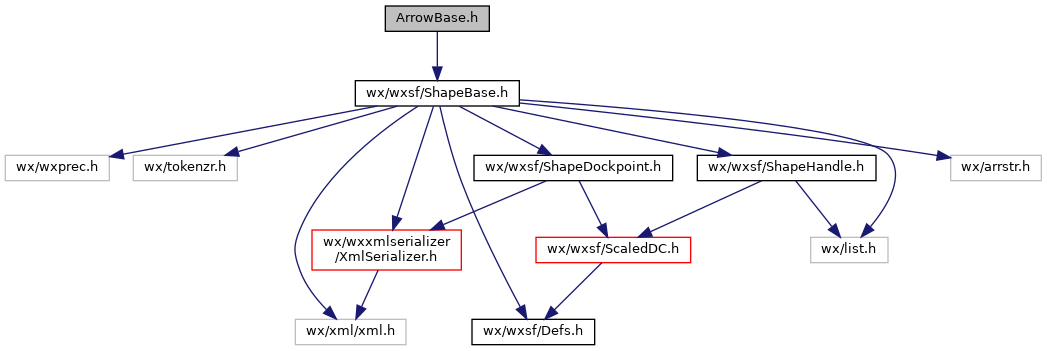 ArrowBase.h
wx/wxsf/ShapeBase.h
wx/wxprec.h
wx/tokenzr.h
wx/wxsf/ShapeDockpoint.h
wx/wxsf/ShapeHandle.h
wx/arrstr.h
wx/wxxmlserializer
/XmlSerializer.h
wx/wxsf/ScaledDC.h
wx/list.h
wx/xml/xml.h
wx/wxsf/Defs.h